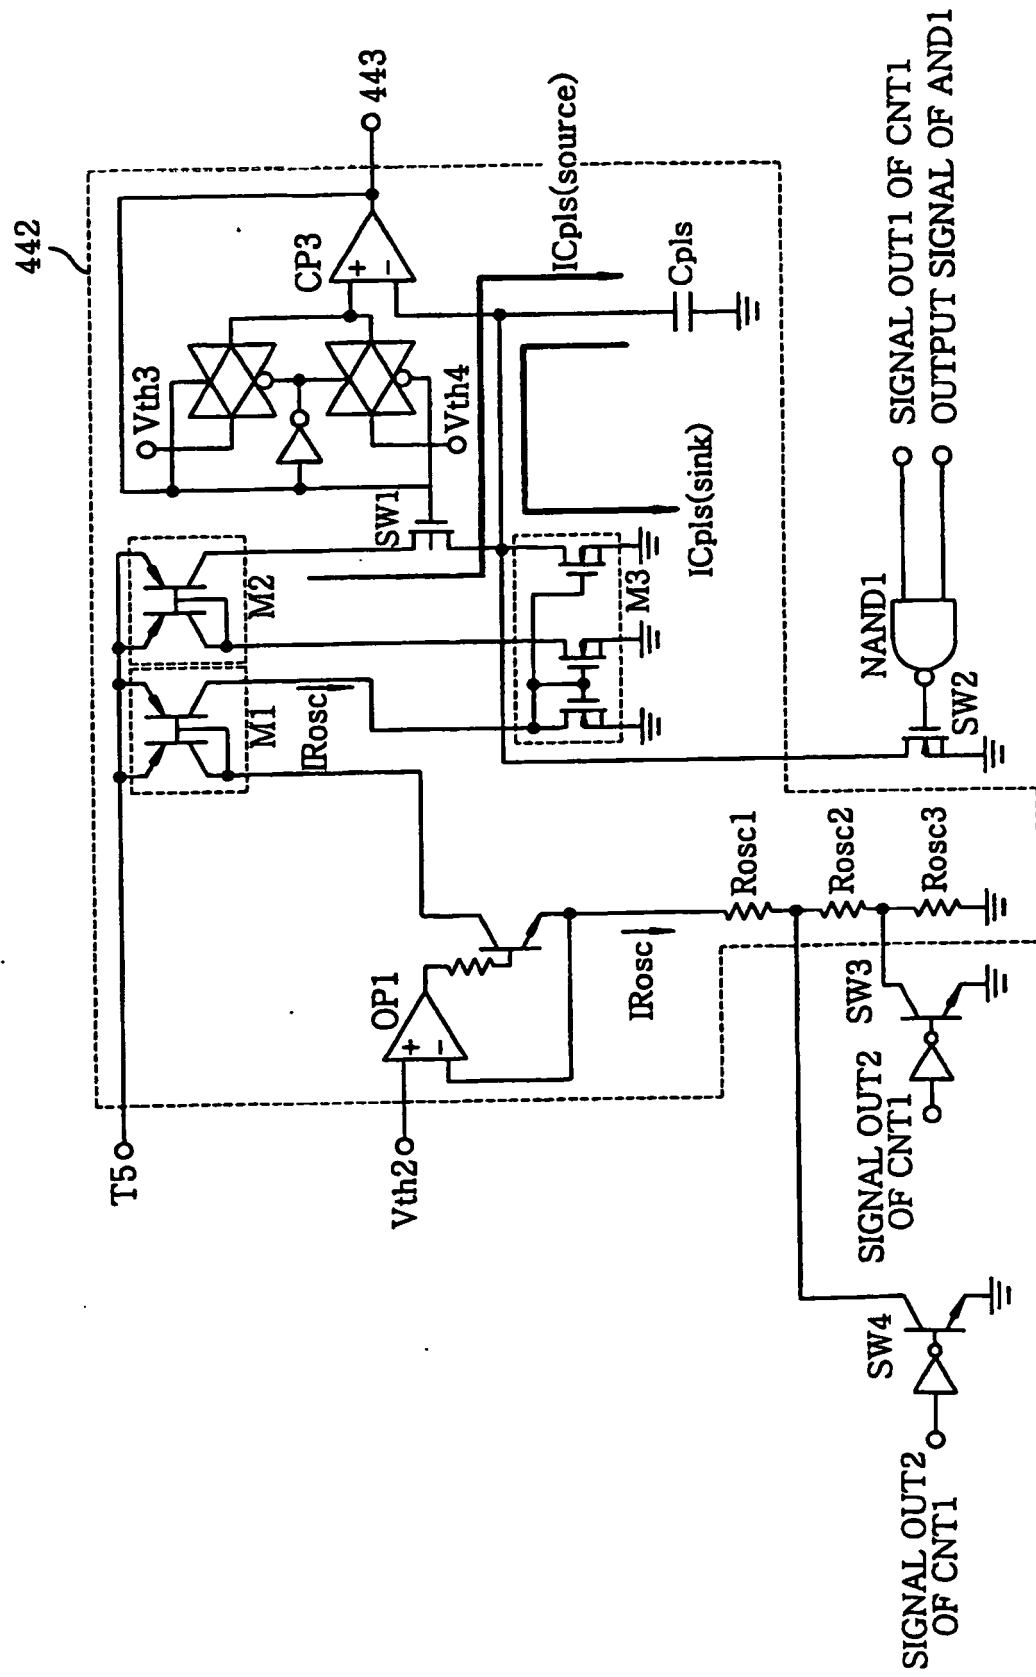 442
T5
M1
M2
IRosc
SW1
Vth3
Vth4
CP3
+
−
443
ICpls(source)
ICpls(sink)
Cpls
M3
Vth2
OP1
+
−
IRosc
Rosc1
Rosc2
Rosc3
SW3
SIGNAL OUT2
OF CNT1
SW4
SIGNAL OUT2
OF CNT1
SW2
NAND1
SIGNAL OUT1 OF CNT1
OUTPUT SIGNAL OF AND1